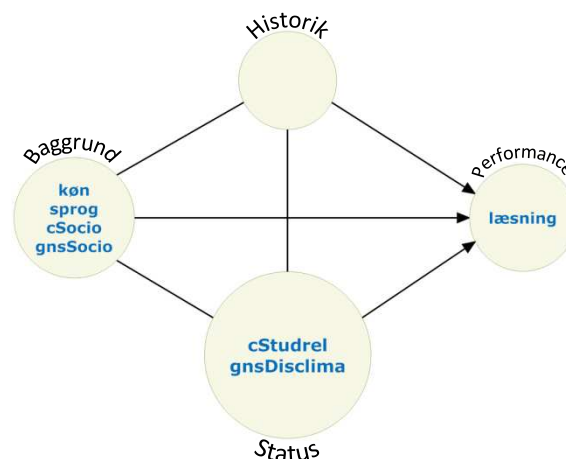 Historik
Baggrund
køn
sprog
cSocio
gnsSocio
Performance
læsning
cStudrel
gnsDisclima
Status